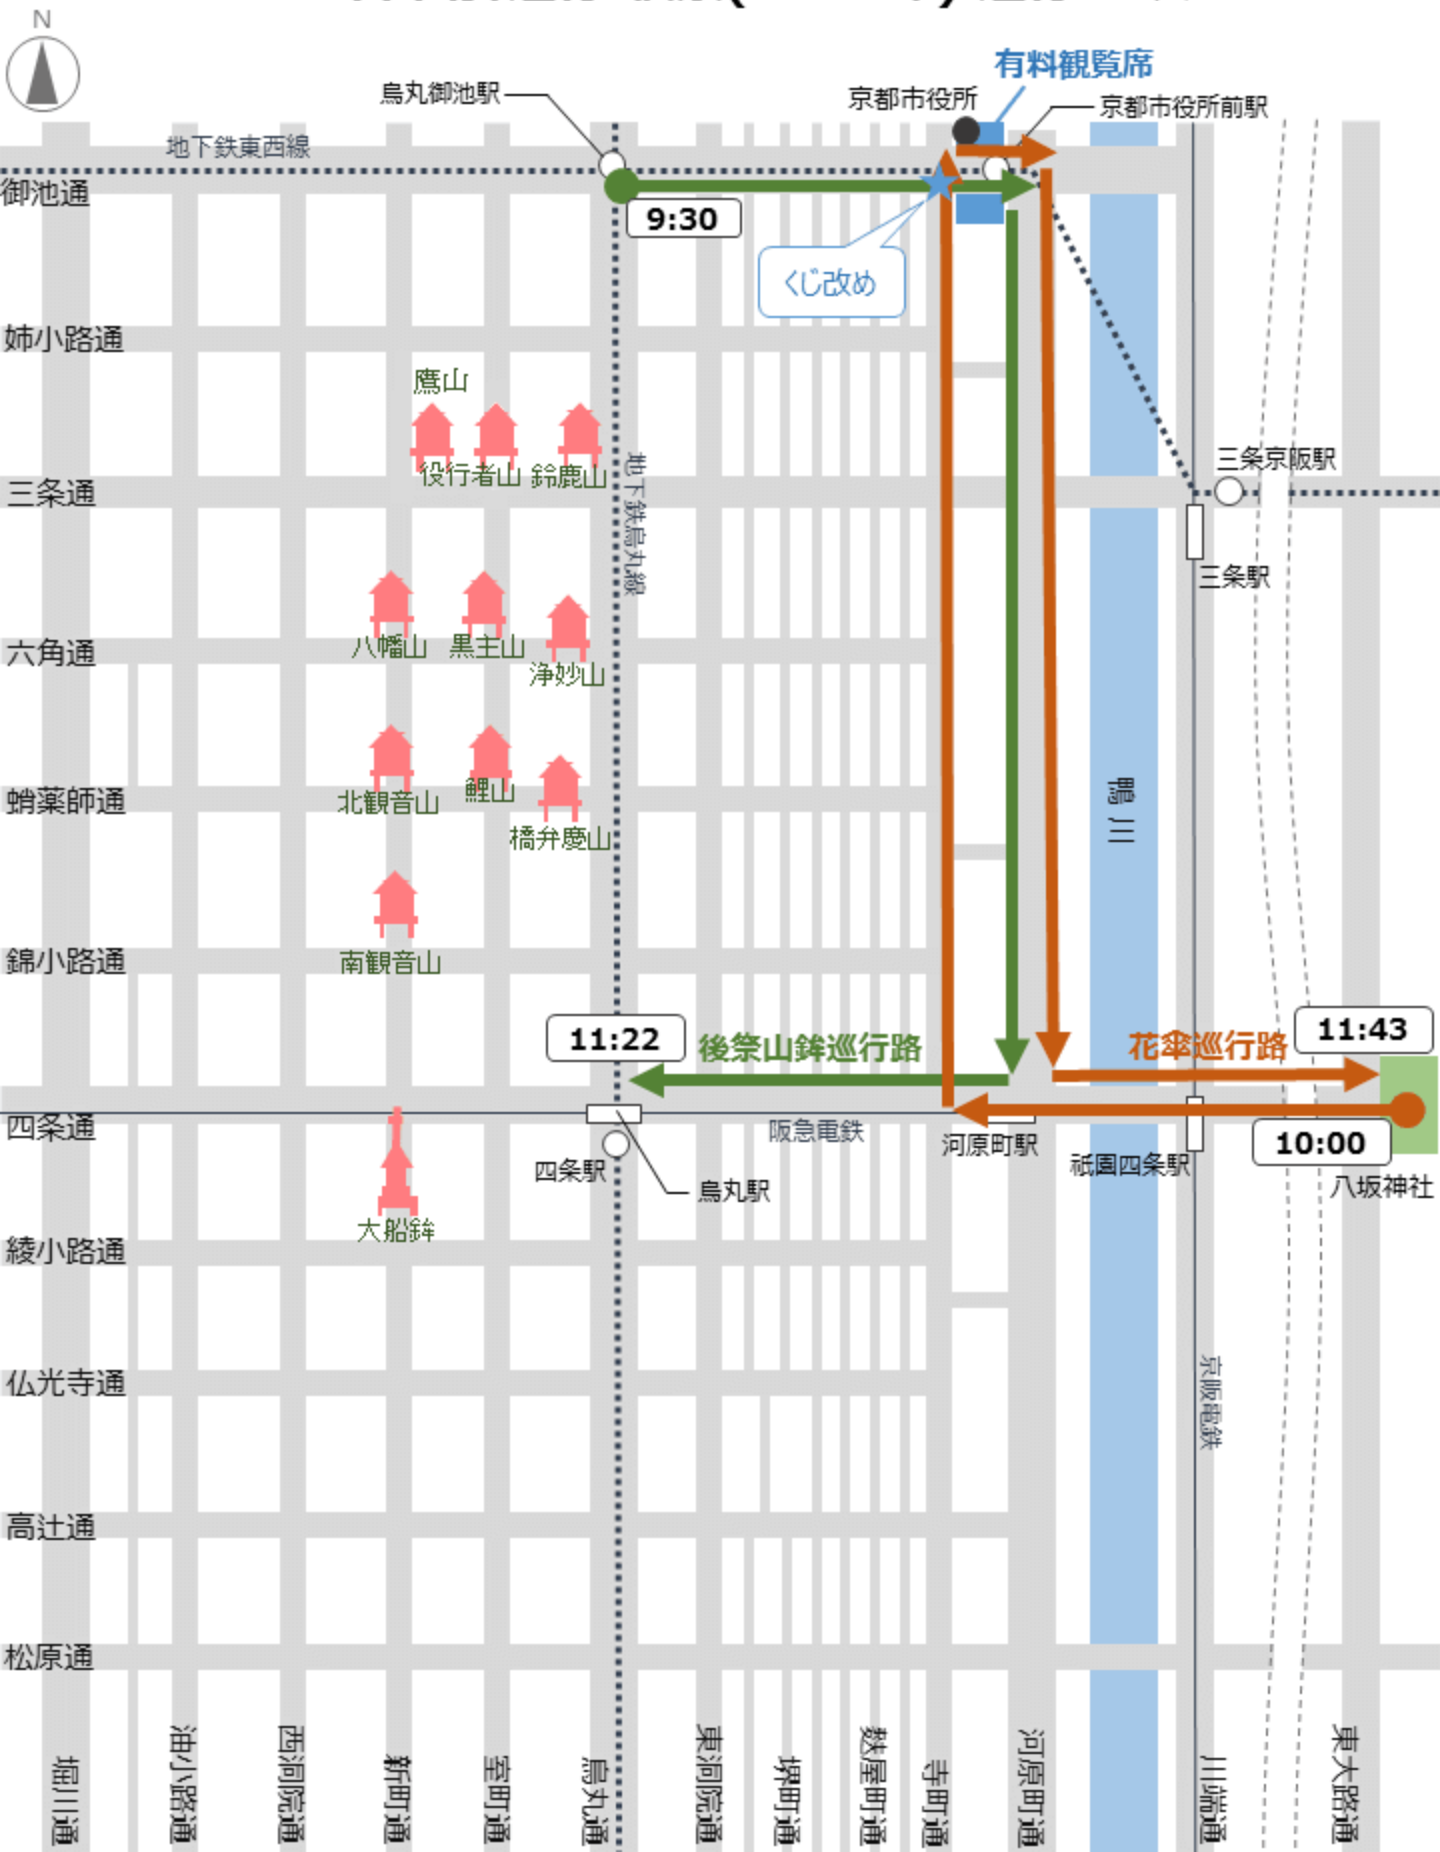 N
有料観覧席
烏丸御池駅
京都市役所
京都市役所前駅
地下鉄東西線
御池通
9:30
くじ改め
姉小路通
鷹山
役行者山
鈴鹿山
地下鉄烏丸線
三条京阪駅
三条通
三条駅
八幡山
黒主山
浄妙山
六角通
鴨川
北観音山
鯉山
橋弁慶山
蛸薬師通
南観音山
錦小路通
11:22
後祭山鉾巡行路
花傘巡行路
11:43
四条通
阪急電鉄
河原町駅
10:00
祇園四条駅
四条駅
烏丸駅
八坂神社
大船鉾
綾小路通
京阪電鉄
仏光寺通
高辻通
松原通
堀川通
油小路通
西洞院通
新町通
室町通
烏丸通
東洞院通
堺町通
麩屋町通
寺町通
河原町通
川端通
東大路通